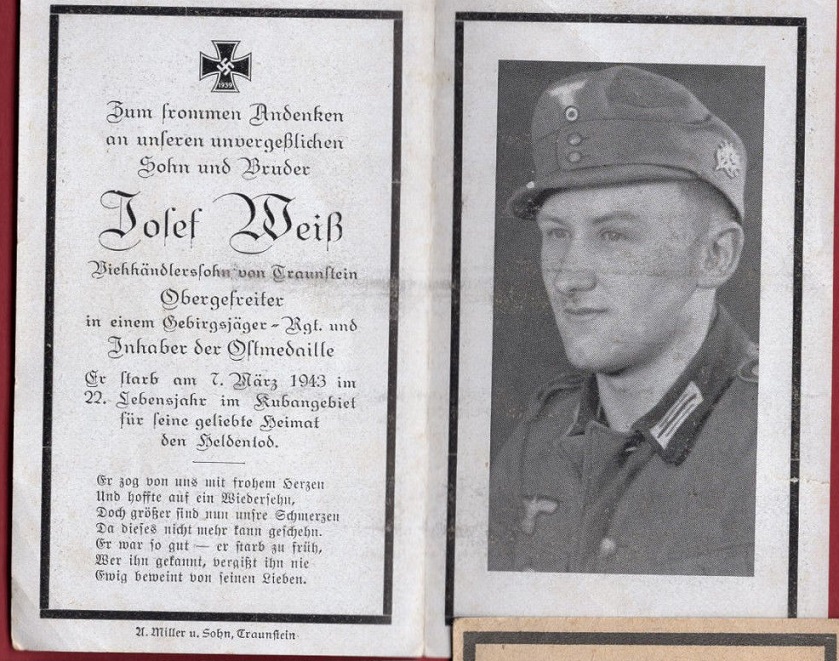 1939
Zum frommen Andenken
an unseren unvergeßlichen
Sohn und Bruder
Josef Weiß
Viehhändlerssohn von Traunstein
Obergefreiter
in einem Gebirgsjäger-Rgt. und
Inhaber der Ostmedaille
Er starb am 7. März 1943 im
22. Lebensjahr im Kubangebiet
für seine geliebte Heimat
den Heldentod.
Er zog von uns mit frohem Herzen
Und hoffte auf ein Wiedersehn,
Doch größer sind nun unsre Schmerzen
Da dieses nicht mehr kann geschehn.
Er war so gut — er starb zu früh,
Wer ihn gekannt, vergißt ihn nie
Ewig beweint von seinen Lieben.
A. Miller u. Sohn, Traunstein